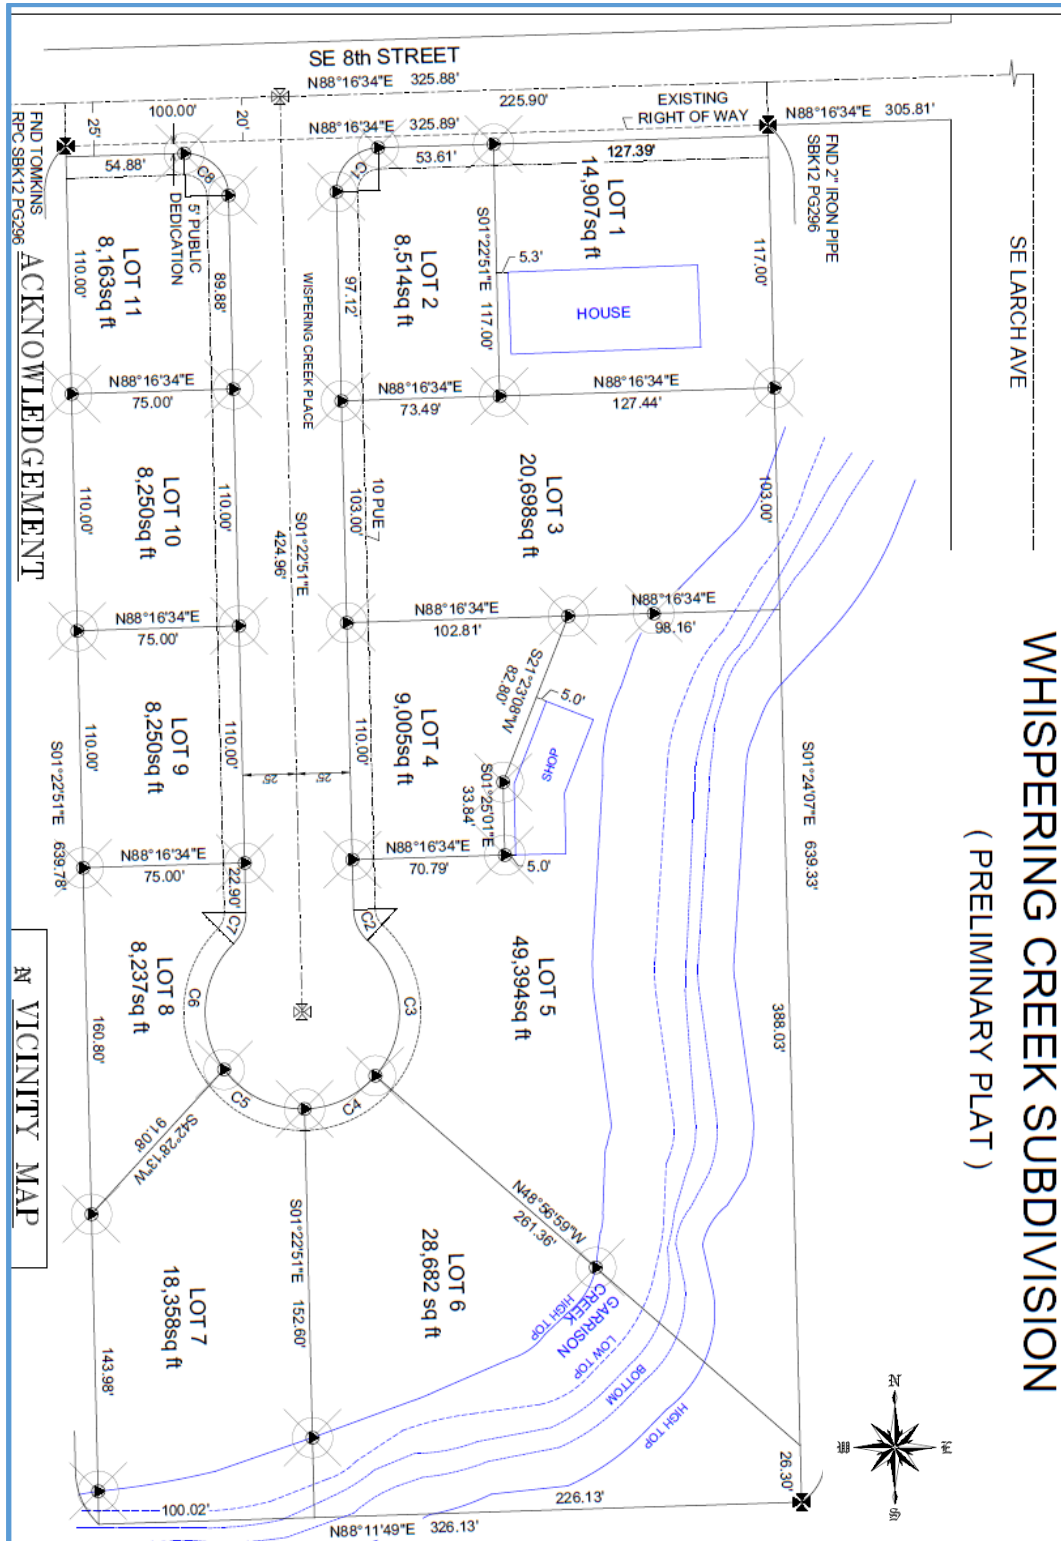 WHISPERING CREEK SUBDIVISION
( PRELIMINARY PLAT )
SE 8th STREET
N88°16'34"E 325.88'
225.90'
EXISTING
RIGHT OF WAY
N88°16'34"E 305.81'
N88°16'34"E 325.89'
100.00'
20'
25'
FND TOMKINS
RPC SBK12 PG296
FND 2" IRON PIPE
SBK12 PG296
SE LARCH AVE
54.88'
C8
C1
53.61'
127.39'
5' PUBLIC
DEDICATION
LOT 1
14,907sq ft
LOT 2
8,514sq ft
LOT 11
8,163sq ft
110.00'
89.88'
WISPERING CREEK PLACE
97.12'
S01°22'51"E 117.00'
5.3'
HOUSE
117.00'
N88°16'34"E
75.00'
N88°16'34"E
73.49'
N88°16'34"E
127.44'
ACKNOWLEDGEMENT
LOT 10
8,250sq ft
LOT 3
20,698sq ft
110.00'
110.00'
S01°22'51"E
424.96'
103.00'
10 PUE
103.00'
N88°16'34"E
75.00'
N88°16'34"E
102.81'
N88°16'34"E
98.16'
S21°23'08"W
82.80'
5.0'
SHOP
LOT 9
8,250sq ft
LOT 4
9,005sq ft
110.00'
110.00'
25'
25'
110.00'
S01°25'01"E
33.84'
S01°22'51"E 639.78'
S01°24'07"E 639.33'
N88°16'34"E
75.00'
22.90'
N88°16'34"E
70.79'
5.0'
C7
C2
LOT 8
8,237sq ft
C6
C3
LOT 5
49,394sq ft
388.03'
160.80'
C5
C4
S42°28'13"W
91.08'
VICINITY MAP
N48°56'59"W
261.36'
S01°22'51"E 152.60'
LOT 6
28,682 sq ft
LOT 7
18,358sq ft
143.98'
GARRISON
CREEK
HIGH TOP
LOW TOP
BOTTOM
HIGH TOP
26.30'
100.02'
226.13'
N88°11'49"E 326.13'